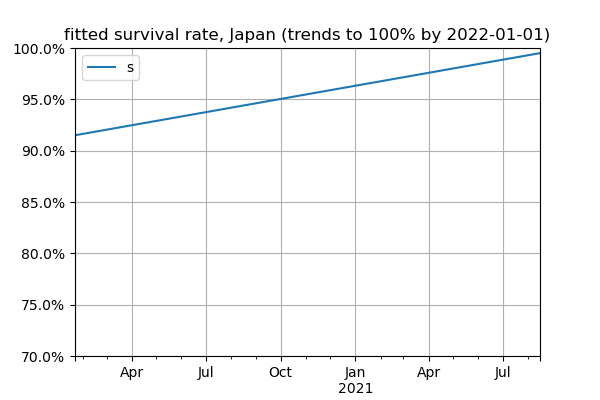 fitted survival rate, Japan (trends to 100% by 2022-01-01)
100.0%
s
95.0%
90.0%
85.0%
80.0%
75.0%
70.0%
Apr Jul Oct Jan Apr Jul
2021